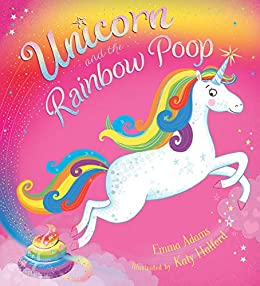 Unicorn
and the
Rainbow Poop
Emma Adams
Illustrated by Katy Halford